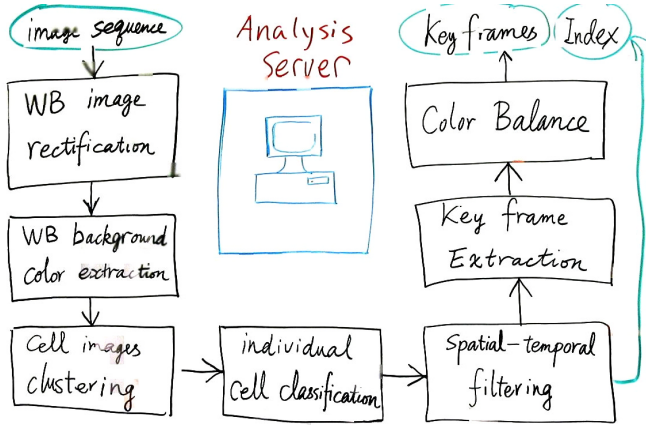 image sequence
Analysis
Server
Key frames
Index
WB image
rectification
WB background
color extraction
Cell images
clustering
individual
Cell classification
Spatial-temporal
filtering
Key frame
Extraction
Color Balance